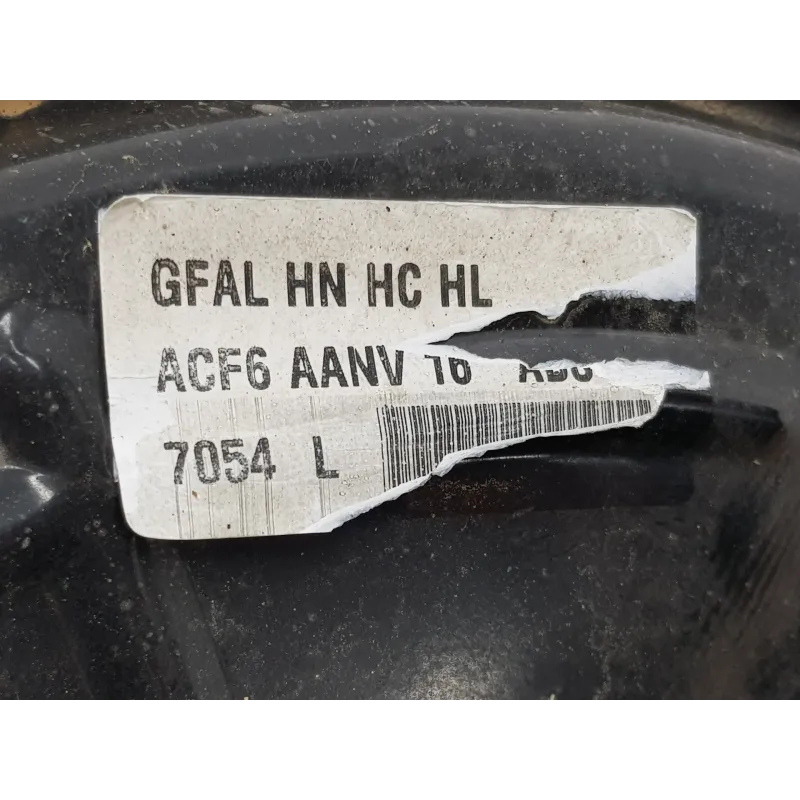 GFAL HN HC HL
ACF6 AANV 16
7054 L